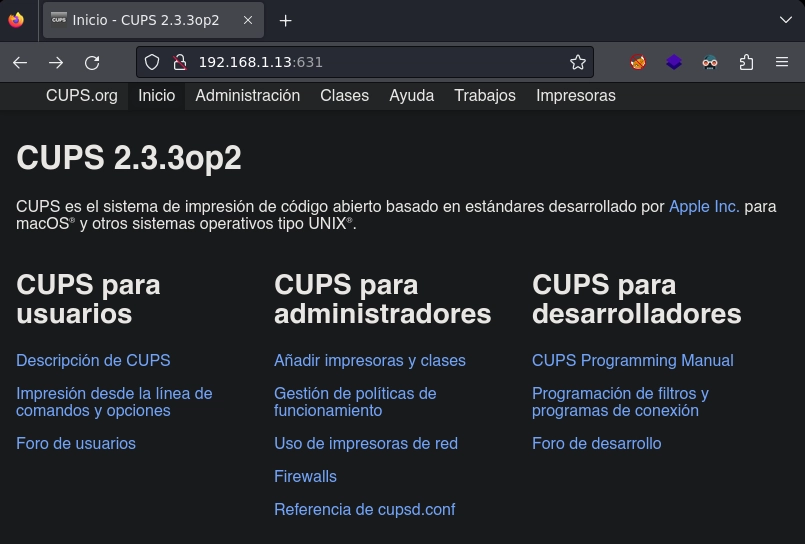 Inicio - CUPS 2.3.3op2
192.168.1.13:631
CUPS.org Inicio Administración Clases Ayuda Trabajos Impresoras
CUPS 2.3.3op2
CUPS es el sistema de impresión de código abierto basado en estándares desarrollado por Apple Inc. para
macOS® y otros sistemas operativos tipo UNIX®.
CUPS para
usuarios
Descripción de CUPS
Impresión desde la línea de
comandos y opciones
Foro de usuarios
CUPS para
administradores
Añadir impresoras y clases
Gestión de políticas de
funcionamiento
Uso de impresoras de red
Firewalls
Referencia de cupsd.conf
CUPS para
desarrolladores
CUPS Programming Manual
Programación de filtros y
programas de conexión
Foro de desarrollo